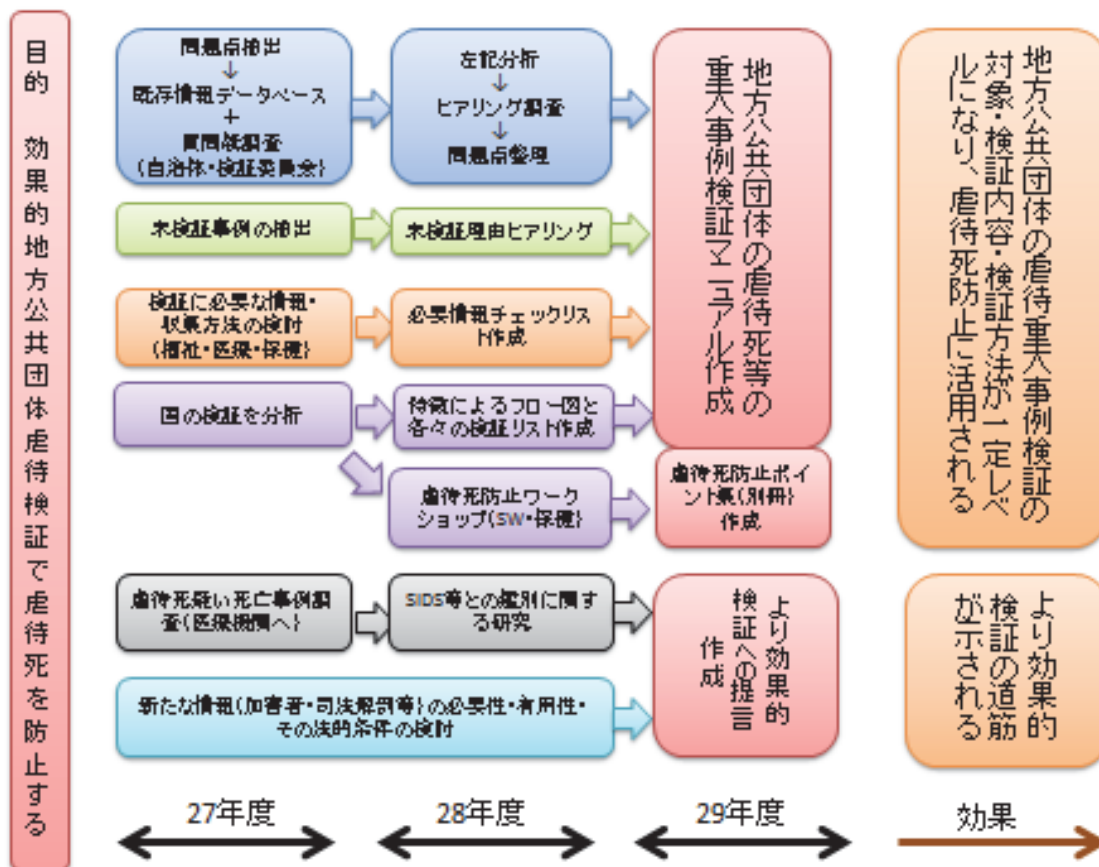 目的 効果的地方公共団体虐待検証で虐待死を防止する
問題点抽出
↓
既存情報データベース
+
質問紙調査
(自治体・検証委員会)
左記分析
↓
ヒアリング調査
↓
問題点整理
地方公共団体の虐待死等の
重大事例検証マニュアル作成
地方公共団体の虐待重大事例検証の
対象・検証内容・検証方法が一定レベ
ルになり、虐待死防止に活用される
未検証事例の抽出
未検証理由ヒアリング
検証に必要な情報・
収集方法の検討
(福祉・医療・保健)
必要情報チェックリス
ト作成
国の検証を分析
特徴によるフロー図と
各々の検証リスト作成
虐待死防止ワーク
ショップ(SW・保健)
虐待死防止ポイ
ント集(別冊)
作成
虐待死疑い死亡事例調
査(医療機関へ)
SIDS等との鑑別に関す
る研究
より効果的
検証への提言
作成
より効果的
検証の道筋
が示される
新たな情報(加害者・司法解剖等)の必要性・有用性・
その法的条件の検討
27年度
28年度
29年度
効果